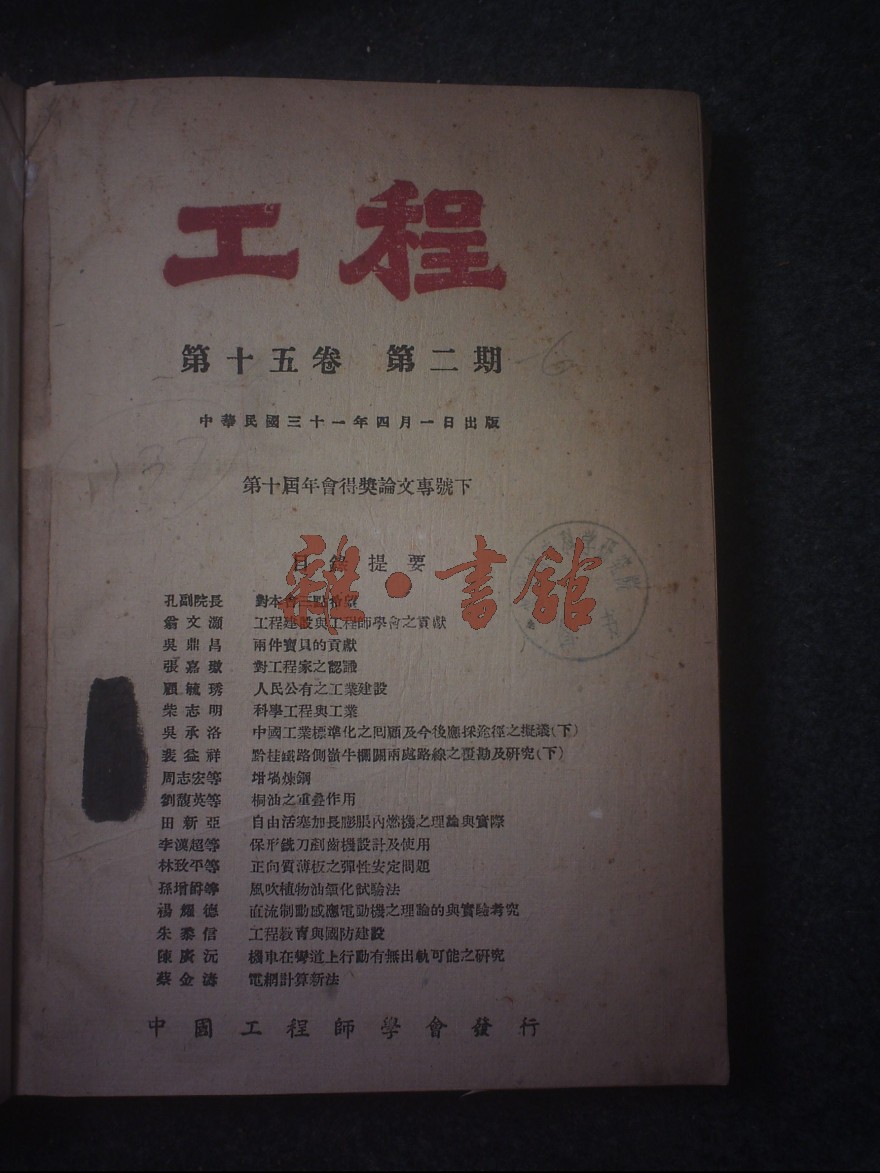 工程
第十五卷 第二期
中華民國三十一年四月一日出版
第十屆年會得獎論文專號下
雜·書館
目錄提要
孔副院長 對本會三點希望
翁文灝 工程建設與工程師學會之貢獻
吳鼎昌 兩件寶貝的貢獻
張嘉璈 對工程家之認識
顧毓琇 人民公有之工業建設
柴志明 科學工程與工業
吳承洛 中國工業標準化之回顧及今後應採途徑之擬議(下)
裴益祥 黔桂鐵路側嶺牛欄關兩處路線之覆勘及研究(下)
周志宏等 坩堝煉鋼
劉馥英等 桐油之重疊作用
田新亞 自由活塞加長膨脹內燃機之理論與實際
李漢超等 保形銑刀剷齒機設計及使用
林致平等 正向質薄板之彈性安定問題
孫增爵等 風吹植物油領化試驗法
楊耀德 直流制動感應電動機之理論的與實驗考究
朱泰信 工程教育與國防建設
陳廣沅 機車在彎道上行動有無出軌可能之研究
蔡金濤 電網計算新法
中國工程師學會發行